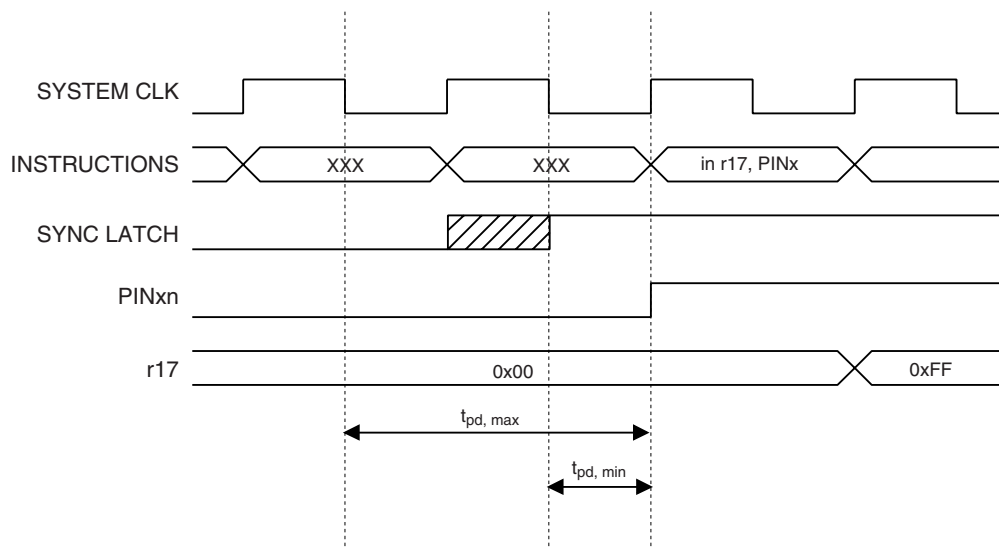 SYSTEM CLK
INSTRUCTIONS XXX XXX in r17, PINx
SYNC LATCH
PINxn
r17 0x00 0xFF
tpd, max
tpd, min